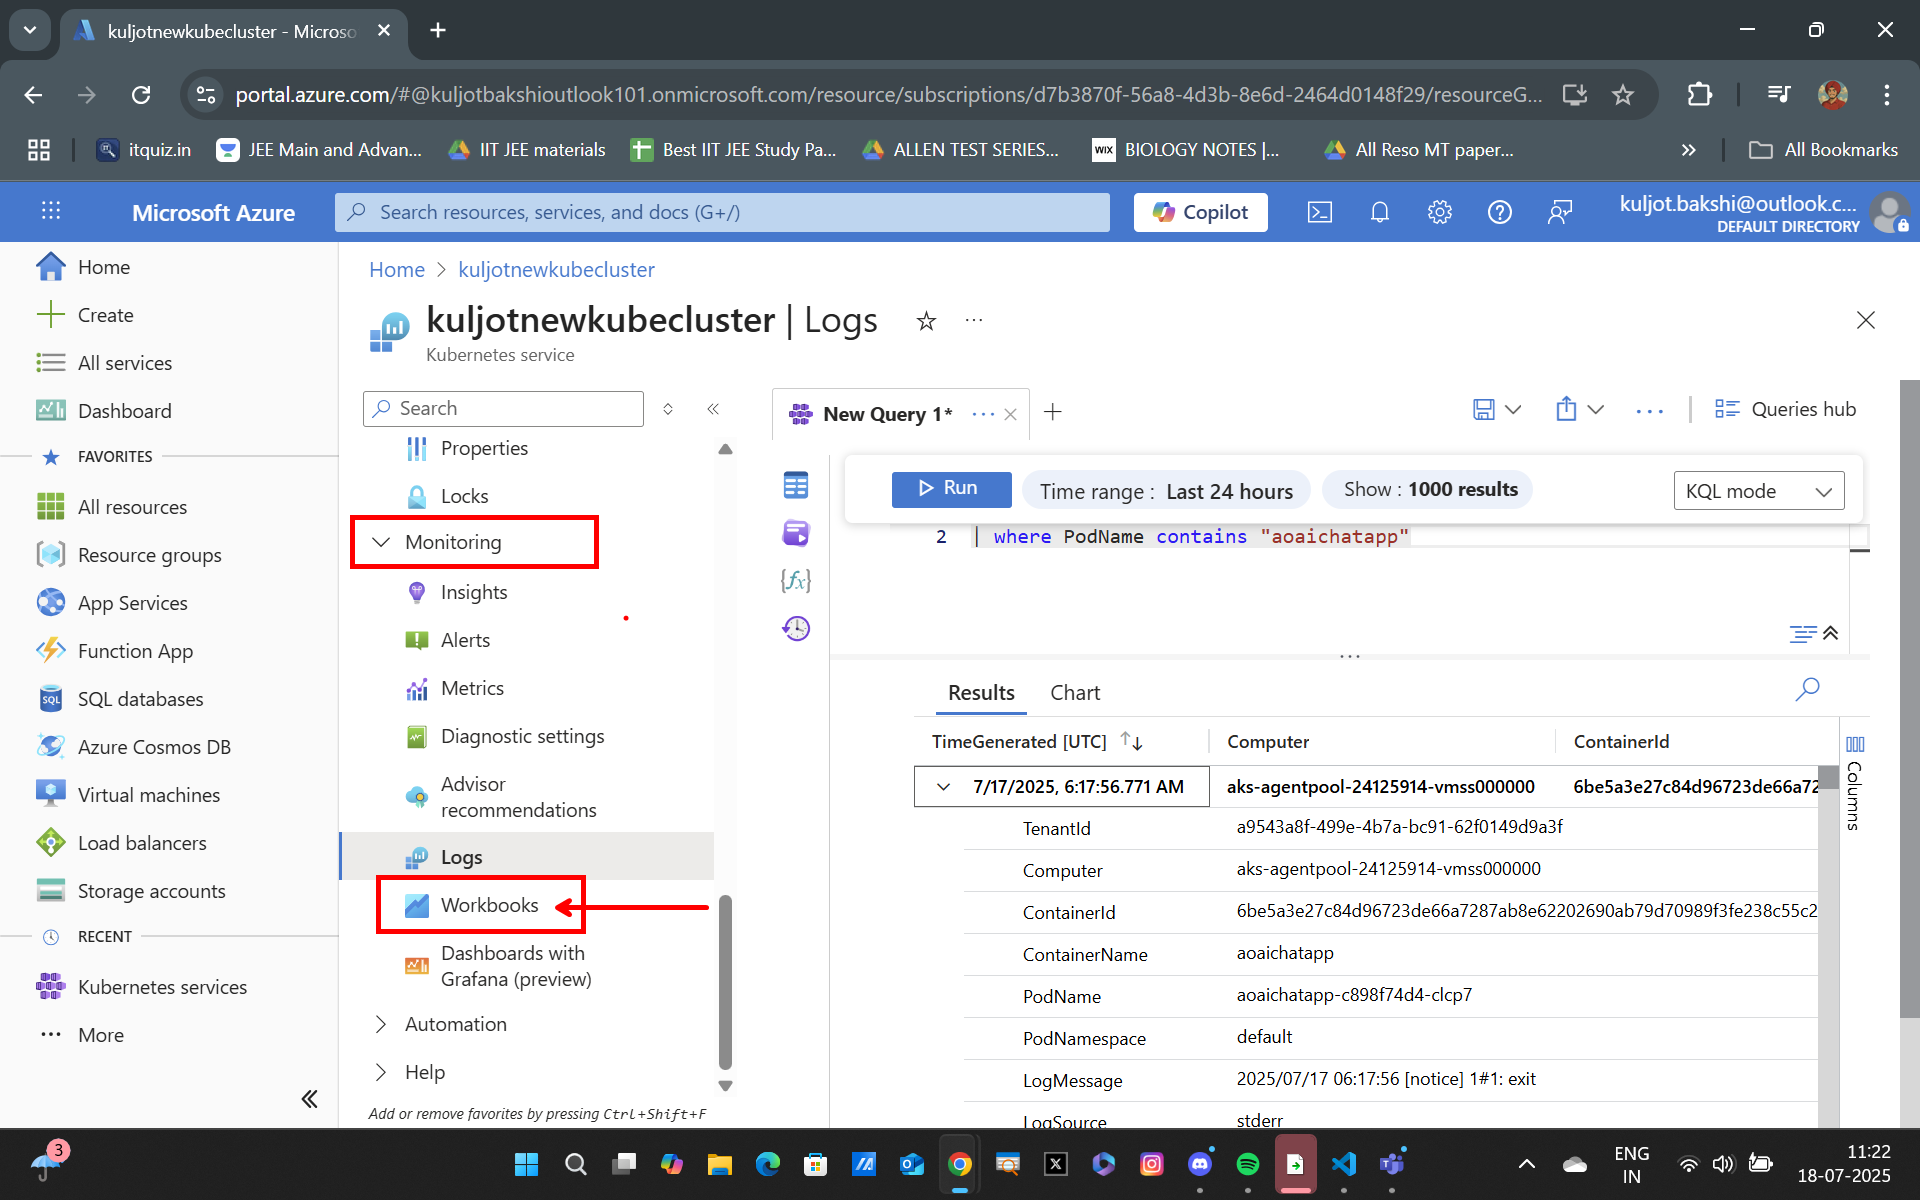 kuljotnewkubecluster - Microso
portal.azure.com/#@kuljotbakshioutlook101.onmicrosoft.com/resource/subscriptions/d7b3870f-56a8-4d3b-8e6d-2464d0148f29/resourceG...
itquiz.in
JEE Main and Advan...
IIT JEE materials
Best IIT JEE Study Pa...
ALLEN TEST SERIES...
WiX BIOLOGY NOTES |...
All Reso MT paper...
All Bookmarks
Microsoft Azure
Search resources, services, and docs (G+/)
Copilot
kuljot.bakshi@outlook.c...
DEFAULT DIRECTORY
Home
Create
All services
Dashboard
FAVORITES
All resources
Resource groups
App Services
Function App
SQL SQL databases
Azure Cosmos DB
Virtual machines
Load balancers
Storage accounts
RECENT
Kubernetes services
More
Home > kuljotnewkubecluster
kuljotnewkubecluster | Logs
Kubernetes service
Search
Properties
Locks
Monitoring
Insights
Alerts
Metrics
Diagnostic settings
Advisor
recommendations
Logs
Workbooks
Dashboards with
Grafana (preview)
Automation
Help
Add or remove favorites by pressing Ctrl+Shift+F
New Query 1*
Queries hub
Run
Time range : Last 24 hours
Show : 1000 results
KQL mode
2 | where PodName contains "aoaichatapp"
{fx}
Results
Chart
TimeGenerated [UTC]
Computer
ContainerId
7/17/2025, 6:17:56.771 AM
aks-agentpool-24125914-vmss000000
6be5a3e27c84d96723de66a72
TenantId
a9543a8f-499e-4b7a-bc91-62f0149d9a3f
Computer
aks-agentpool-24125914-vmss000000
ContainerId
6be5a3e27c84d96723de66a7287ab8e62202690ab79d70989f3fe238c55c2
ContainerName
aoaichatapp
PodName
aoaichatapp-c898f74d4-clcp7
PodNamespace
default
LogMessage
2025/07/17 06:17:56 [notice] 1#1: exit
LogSource
stderr
Columns
3
ENG
IN
11:22
18-07-2025